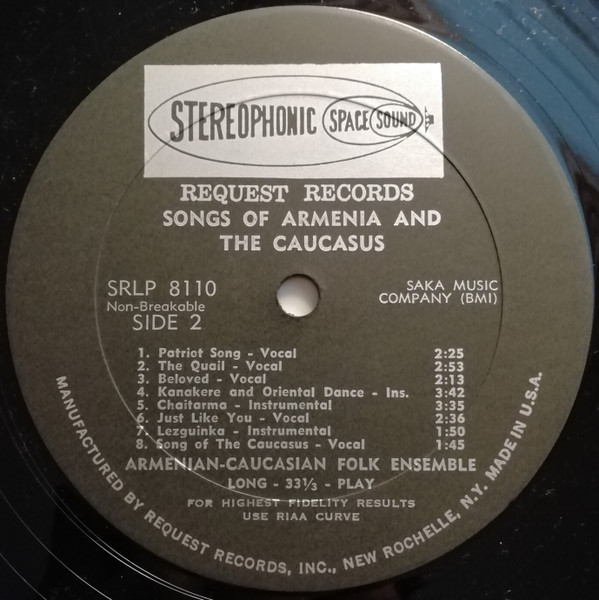 STEREOPHONIC SPACE SOUND
REQUEST RECORDS
SONGS OF ARMENIA AND
THE CAUCASUS
SRLP 8110
Non-Breakable
SIDE 2
SAKA MUSIC
COMPANY (BMI)
1. Patriot Song - Vocal 2:25
2. The Quail - Vocal 2:53
3. Beloved - Vocal 2:13
4. Kanakere and Oriental Dance - Ins. 3:42
5. Chaitarma - Instrumental 3:35
6. Just Like You - Vocal 2:36
7. Lezguinka - Instrumental 1:50
8. Song of The Caucasus - Vocal 1:45
ARMENIAN-CAUCASIAN FOLK ENSEMBLE
LONG - 33⅓ - PLAY
FOR HIGHEST FIDELITY RESULTS
USE RIAA CURVE
MANUFACTURED BY REQUEST RECORDS, INC., NEW ROCHELLE, N.Y. MADE IN U.S.A.